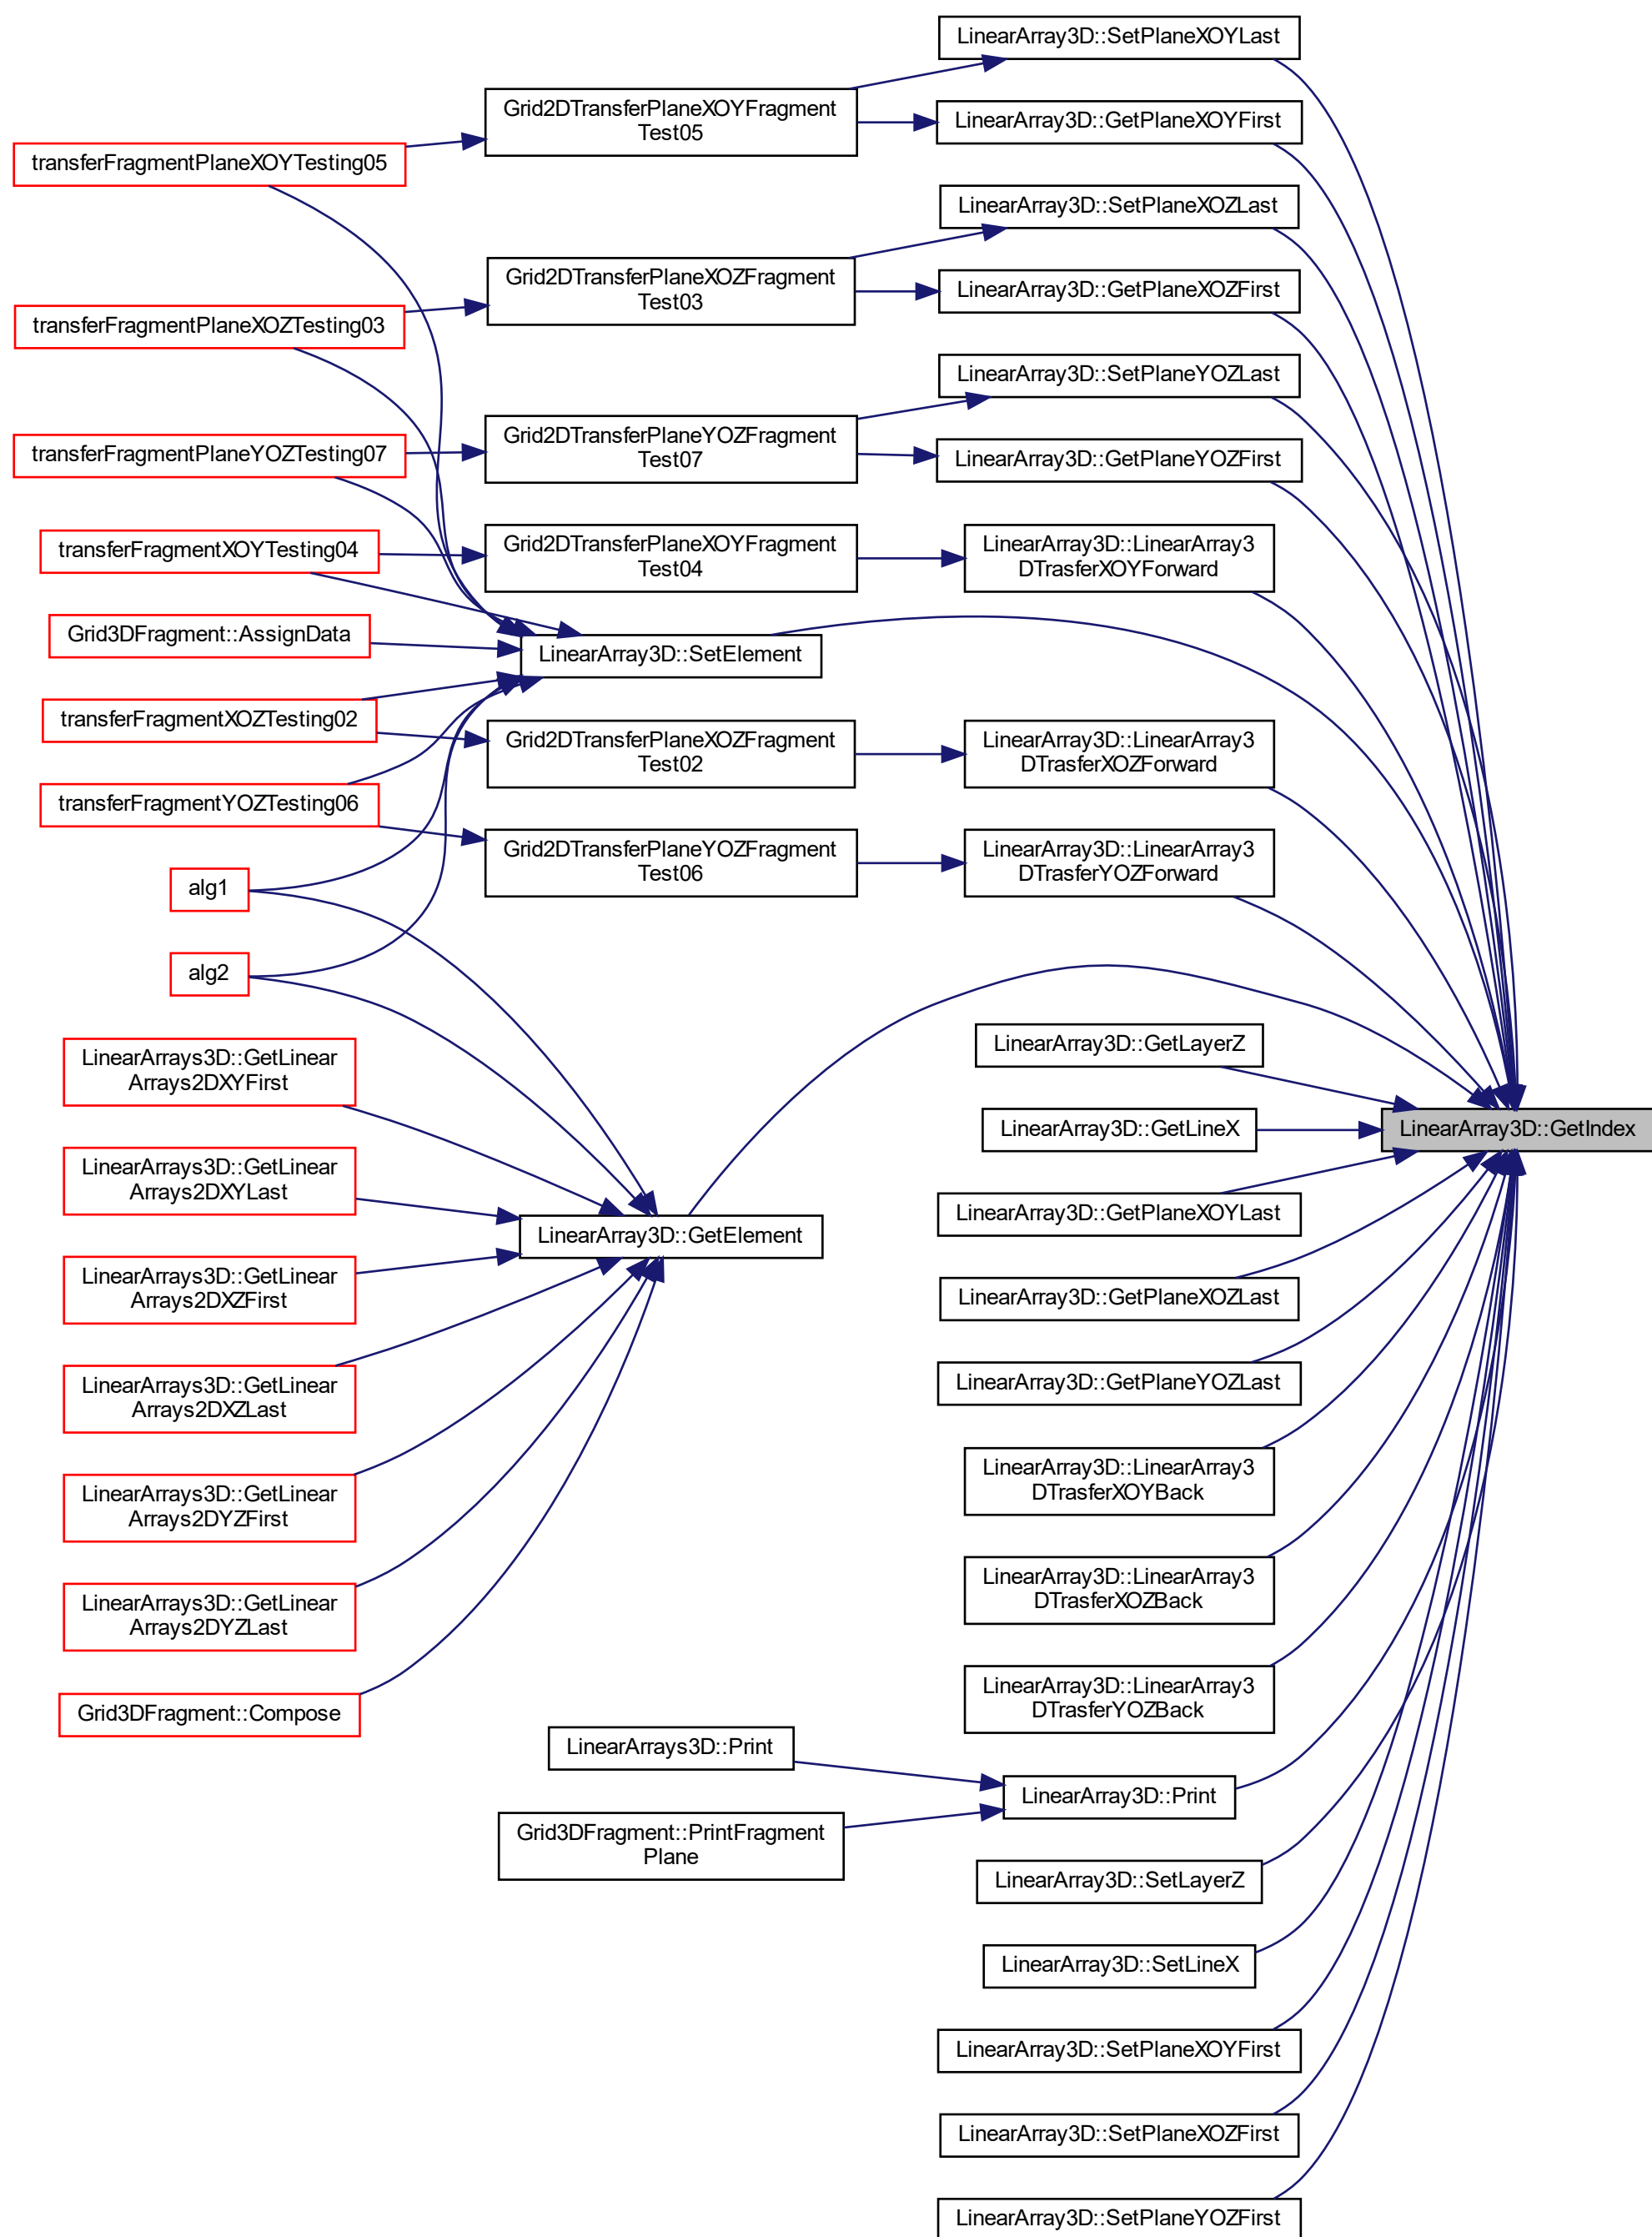 LinearArray3D::SetPlaneXOYLast
Grid2DTransferPlaneXOYFragment
Test05
LinearArray3D::GetPlaneXOYFirst
transferFragmentPlaneXOYTesting05
LinearArray3D::SetPlaneXOZLast
Grid2DTransferPlaneXOZFragment
Test03
LinearArray3D::GetPlaneXOZFirst
transferFragmentPlaneXOZTesting03
LinearArray3D::SetPlaneYOZLast
Grid2DTransferPlaneYOZFragment
Test07
LinearArray3D::GetPlaneYOZFirst
transferFragmentPlaneYOZTesting07
transferFragmentXOYTesting04
Grid2DTransferPlaneXOYFragment
Test04
LinearArray3D::LinearArray3
DTrasferXOYForward
Grid3DFragment::AssignData
LinearArray3D::SetElement
transferFragmentXOZTesting02
Grid2DTransferPlaneXOZFragment
Test02
LinearArray3D::LinearArray3
DTrasferXOZForward
transferFragmentYOZTesting06
Grid2DTransferPlaneYOZFragment
Test06
LinearArray3D::LinearArray3
DTrasferYOZForward
alg1
alg2
LinearArrays3D::GetLinear
Arrays2DXYFirst
LinearArray3D::GetLayerZ
LinearArray3D::GetLineX
LinearArray3D::GetIndex
LinearArrays3D::GetLinear
Arrays2DXYLast
LinearArray3D::GetPlaneXOYLast
LinearArray3D::GetElement
LinearArrays3D::GetLinear
Arrays2DXZFirst
LinearArray3D::GetPlaneXOZLast
LinearArrays3D::GetLinear
Arrays2DXZLast
LinearArray3D::GetPlaneYOZLast
LinearArrays3D::GetLinear
Arrays2DYZFirst
LinearArray3D::LinearArray3
DTrasferXOYBack
LinearArrays3D::GetLinear
Arrays2DYZLast
LinearArray3D::LinearArray3
DTrasferXOZBack
Grid3DFragment::Compose
LinearArray3D::LinearArray3
DTrasferYOZBack
LinearArrays3D::Print
LinearArray3D::Print
Grid3DFragment::PrintFragment
Plane
LinearArray3D::SetLayerZ
LinearArray3D::SetLineX
LinearArray3D::SetPlaneXOYFirst
LinearArray3D::SetPlaneXOZFirst
LinearArray3D::SetPlaneYOZFirst